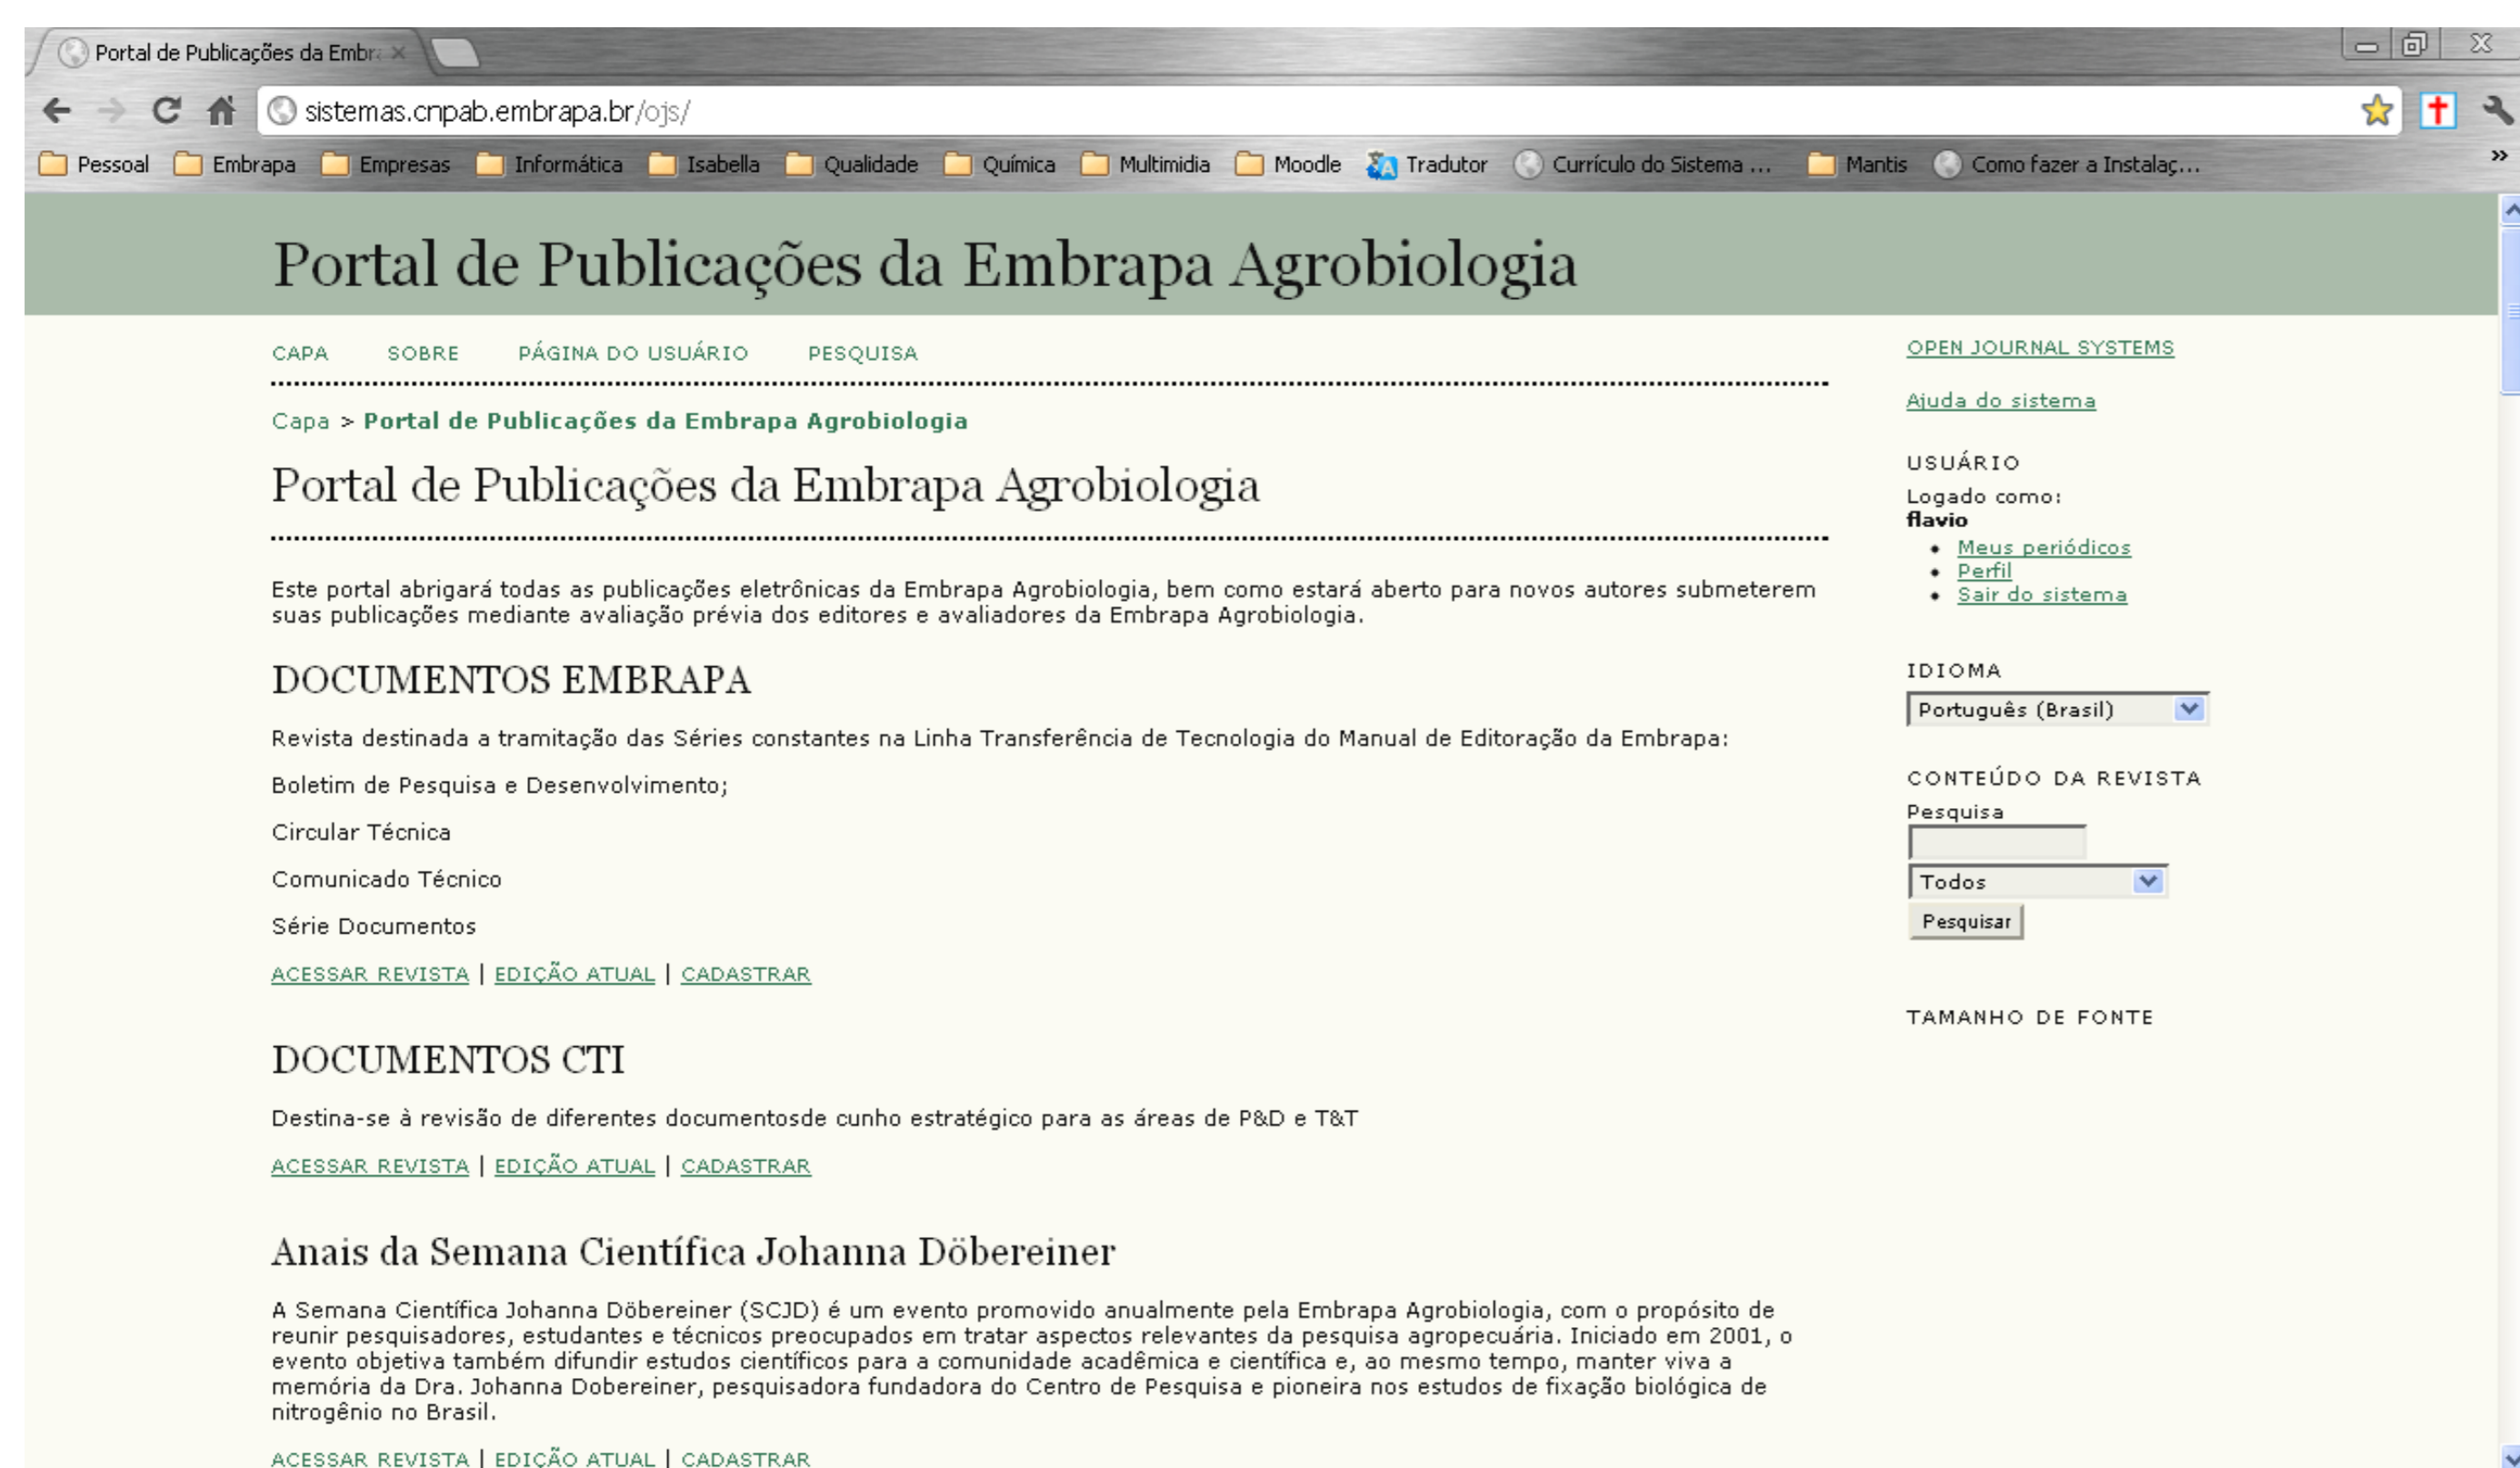 Portal de Publicações da Embra
sistemas.cnpab.embrapa.br/ojs/
Pessoal Embrapa Empresas Informática Isabella Qualidade Química Multimidia Moodle Tradutor Currículo do Sistema ... Mantis Como fazer a Instalaç... »
Portal de Publicações da Embrapa Agrobiologia
CAPA SOBRE PÁGINA DO USUÁRIO PESQUISA
Capa > Portal de Publicações da Embrapa Agrobiologia
Portal de Publicações da Embrapa Agrobiologia
Este portal abrigará todas as publicações eletrônicas da Embrapa Agrobiologia, bem como estará aberto para novos autores submeterem
suas publicações mediante avaliação prévia dos editores e avaliadores da Embrapa Agrobiologia.
DOCUMENTOS EMBRAPA
Revista destinada a tramitação das Séries constantes na Linha Transferência de Tecnologia do Manual de Editoração da Embrapa:
Boletim de Pesquisa e Desenvolvimento;
Circular Técnica
Comunicado Técnico
Série Documentos
ACESSAR REVISTA | EDIÇÃO ATUAL | CADASTRAR
DOCUMENTOS CTI
Destina-se à revisão de diferentes documentosde cunho estratégico para as áreas de P&D e T&T
ACESSAR REVISTA | EDIÇÃO ATUAL | CADASTRAR
Anais da Semana Científica Johanna Döbereiner
A Semana Científica Johanna Döbereiner (SCJD) é um evento promovido anualmente pela Embrapa Agrobiologia, com o propósito de
reunir pesquisadores, estudantes e técnicos preocupados em tratar aspectos relevantes da pesquisa agropecuária. Iniciado em 2001, o
evento objetiva também difundir estudos científicos para a comunidade acadêmica e científica e, ao mesmo tempo, manter viva a
memória da Dra. Johanna Dobereiner, pesquisadora fundadora do Centro de Pesquisa e pioneira nos estudos de fixação biológica de
nitrogênio no Brasil.
ACESSAR REVISTA | EDIÇÃO ATUAL | CADASTRAR
OPEN JOURNAL SYSTEMS
Ajuda do sistema
USUÁRIO
Logado como:
flavio
Meus periódicos
Perfil
Sair do sistema
IDIOMA
Português (Brasil)
CONTEÚDO DA REVISTA
Pesquisa
Todos
Pesquisar
TAMANHO DE FONTE